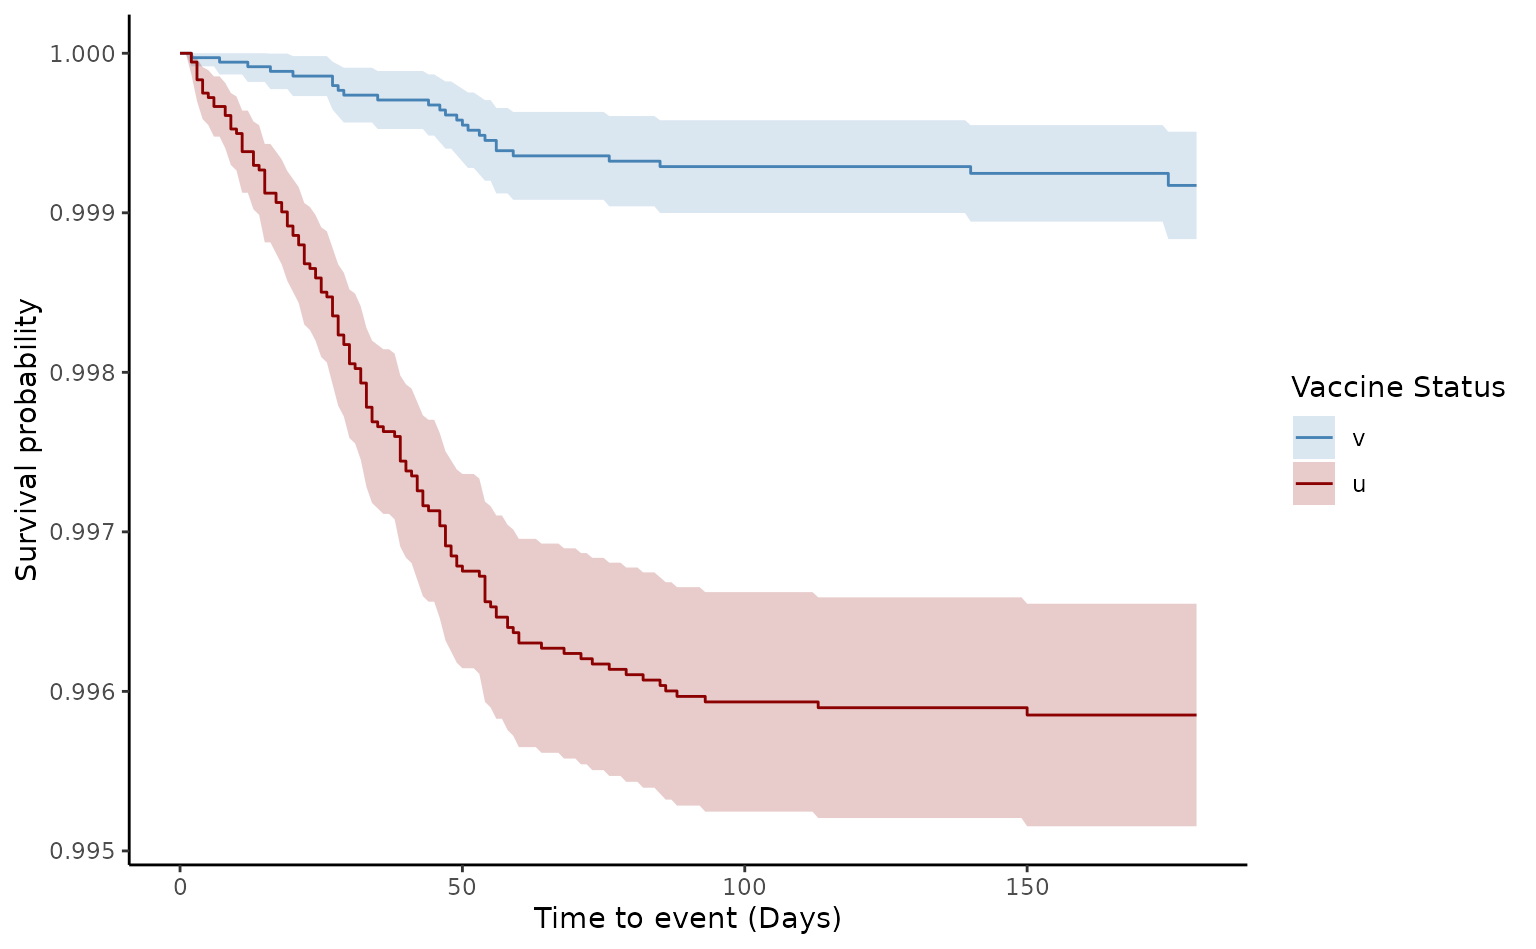 1.000
0.999
0.998
0.997
0.996
0.995
Survival probability
0 50 100 150
Time to event (Days)
Vaccine Status
v
u